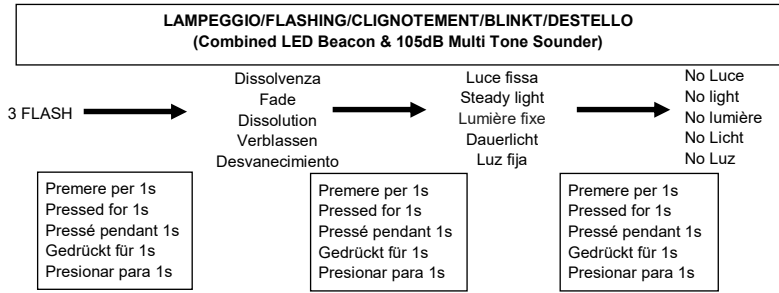 LAMPEGGIO/FLASHING/CLIGNOTEMENT/BLINKT/DESTELLO
(Combined LED Beacon & 105dB Multi Tone Sounder)
3 FLASH
Dissolvenza
Fade
Dissolution
Verblassen
Desvanecimiento
Luce fissa
Steady light
Lumière fixe
Dauerlicht
Luz fija
No Luce
No light
No lumière
No Licht
No Luz
Premere per 1s
Pressed for 1s
Pressé pendant 1s
Gedrückt für 1s
Presionar para 1s
Premere per 1s
Pressed for 1s
Pressé pendant 1s
Gedrückt für 1s
Presionar para 1s
Premere per 1s
Pressed for 1s
Pressé pendant 1s
Gedrückt für 1s
Presionar para 1s